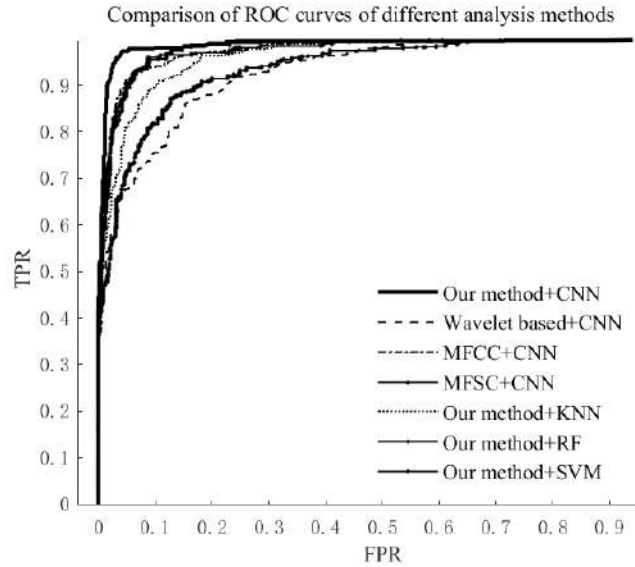 Comparison of ROC curves of different analysis methods
0.9
0.8
0.7
0.6
0.5
0.4
0.3
0.2
0.1
0
TPR
Our method+CNN
Wavelet based+CNN
MFCC+CNN
MFSC+CNN
Our method+KNN
Our method+RF
Our method+SVM
0 0.1 0.2 0.3 0.4 0.5 0.6 0.7 0.8 0.9
FPR